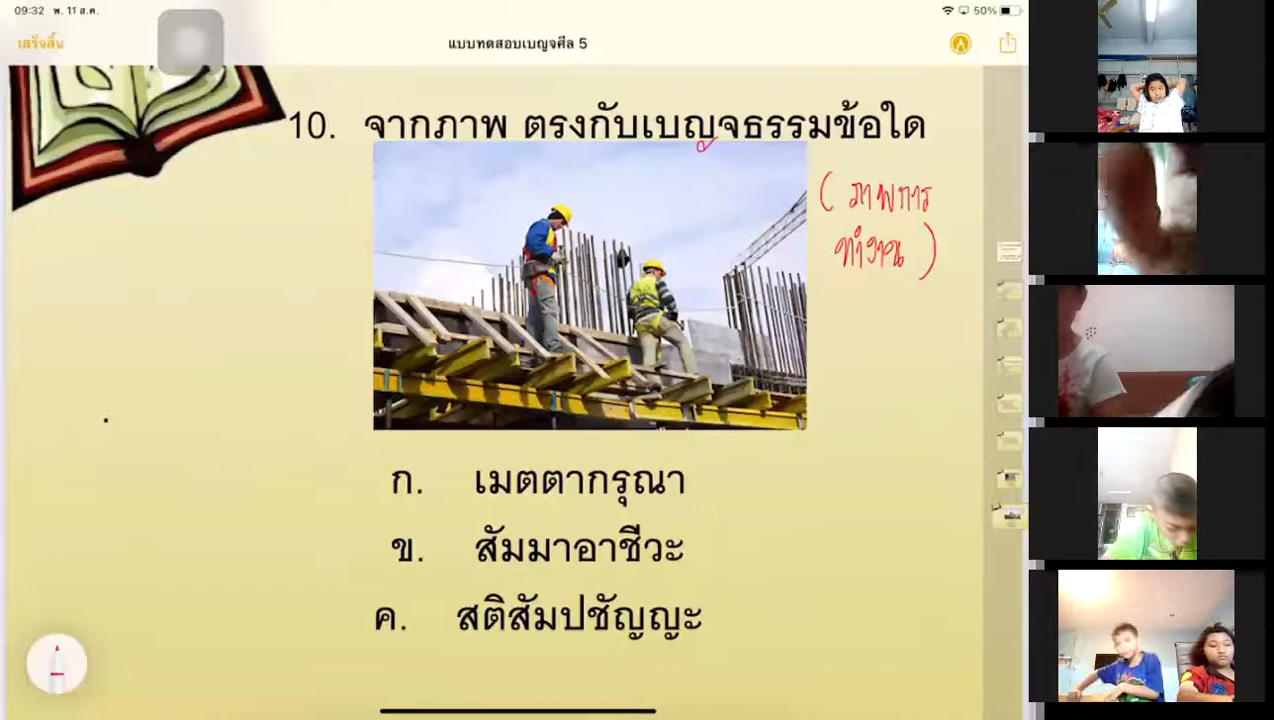 09:32 พ. 11 ส.ค.
50%
เสร็จสิ้น
แบบทดสอบเบญจศีล 5
10. จากภาพ ตรงกับเบญจธรรมข้อใด
(ภาพการ
ทำงาน)
ก. เมตตากรุณา
ข. สัมมาอาชีวะ
ค. สติสัมปชัญญะ